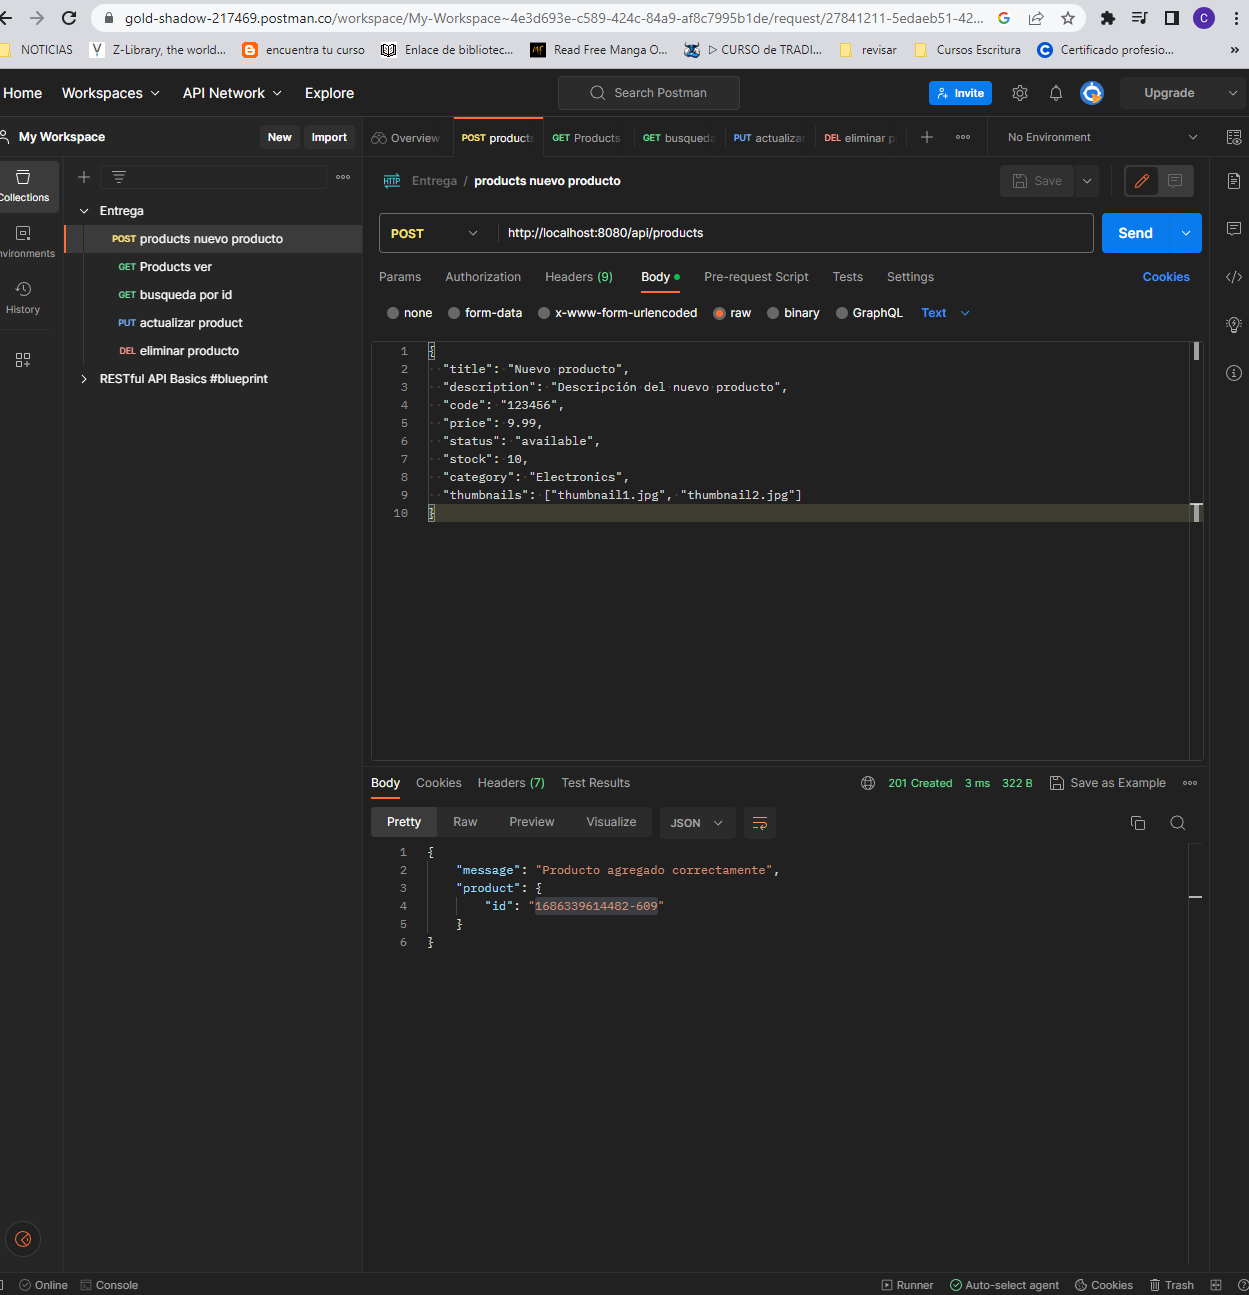 gold-shadow-217469.postman.co/workspace/My-Workspace~4e3d693e-c589-424c-84a9-af8c7995b1de/request/27841211-5edaeb51-42...
NOTICIAS Z-Library, the world... encuentra tu curso Enlace de bibliotec... Read Free Manga O... ▷ CURSO de TRADI... revisar Cursos Escritura Certificado profesio... »
Home Workspaces API Network Explore Search Postman Invite Upgrade
My Workspace New Import Overview POST products GET Products GET busqueda PUT actualizar DEL eliminar p No Environment
Collections
Environments
History
Entrega
POST products nuevo producto
GET Products ver
GET busqueda por id
PUT actualizar product
DEL eliminar producto
RESTful API Basics #blueprint
HTTP Entrega / products nuevo producto Save
POST http://localhost:8080/api/products Send
Params Authorization Headers (9) Body Pre-request Script Tests Settings Cookies
none form-data x-www-form-urlencoded raw binary GraphQL Text
1 {
2 "title": "Nuevo producto",
3 "description": "Descripción del nuevo producto",
4 "code": "123456",
5 "price": 9.99,
6 "status": "available",
7 "stock": 10,
8 "category": "Electronics",
9 "thumbnails": ["thumbnail1.jpg", "thumbnail2.jpg"]
10 }
Body Cookies Headers (7) Test Results 201 Created 3 ms 322 B Save as Example
Pretty Raw Preview Visualize JSON
1 {
2 "message": "Producto agregado correctamente",
3 "product": {
4 "id": "1686339614482-609"
5 }
6 }
Online Console Runner Auto-select agent Cookies Trash